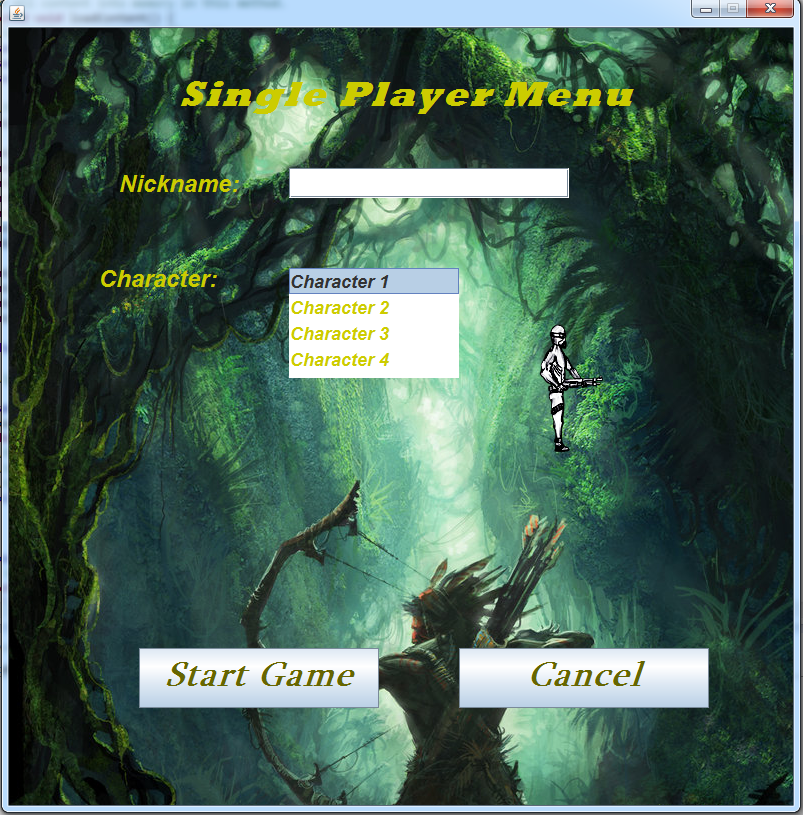 Single Player Menu
Nickname:
Character:
Character 1
Character 2
Character 3
Character 4
Start Game
Cancel